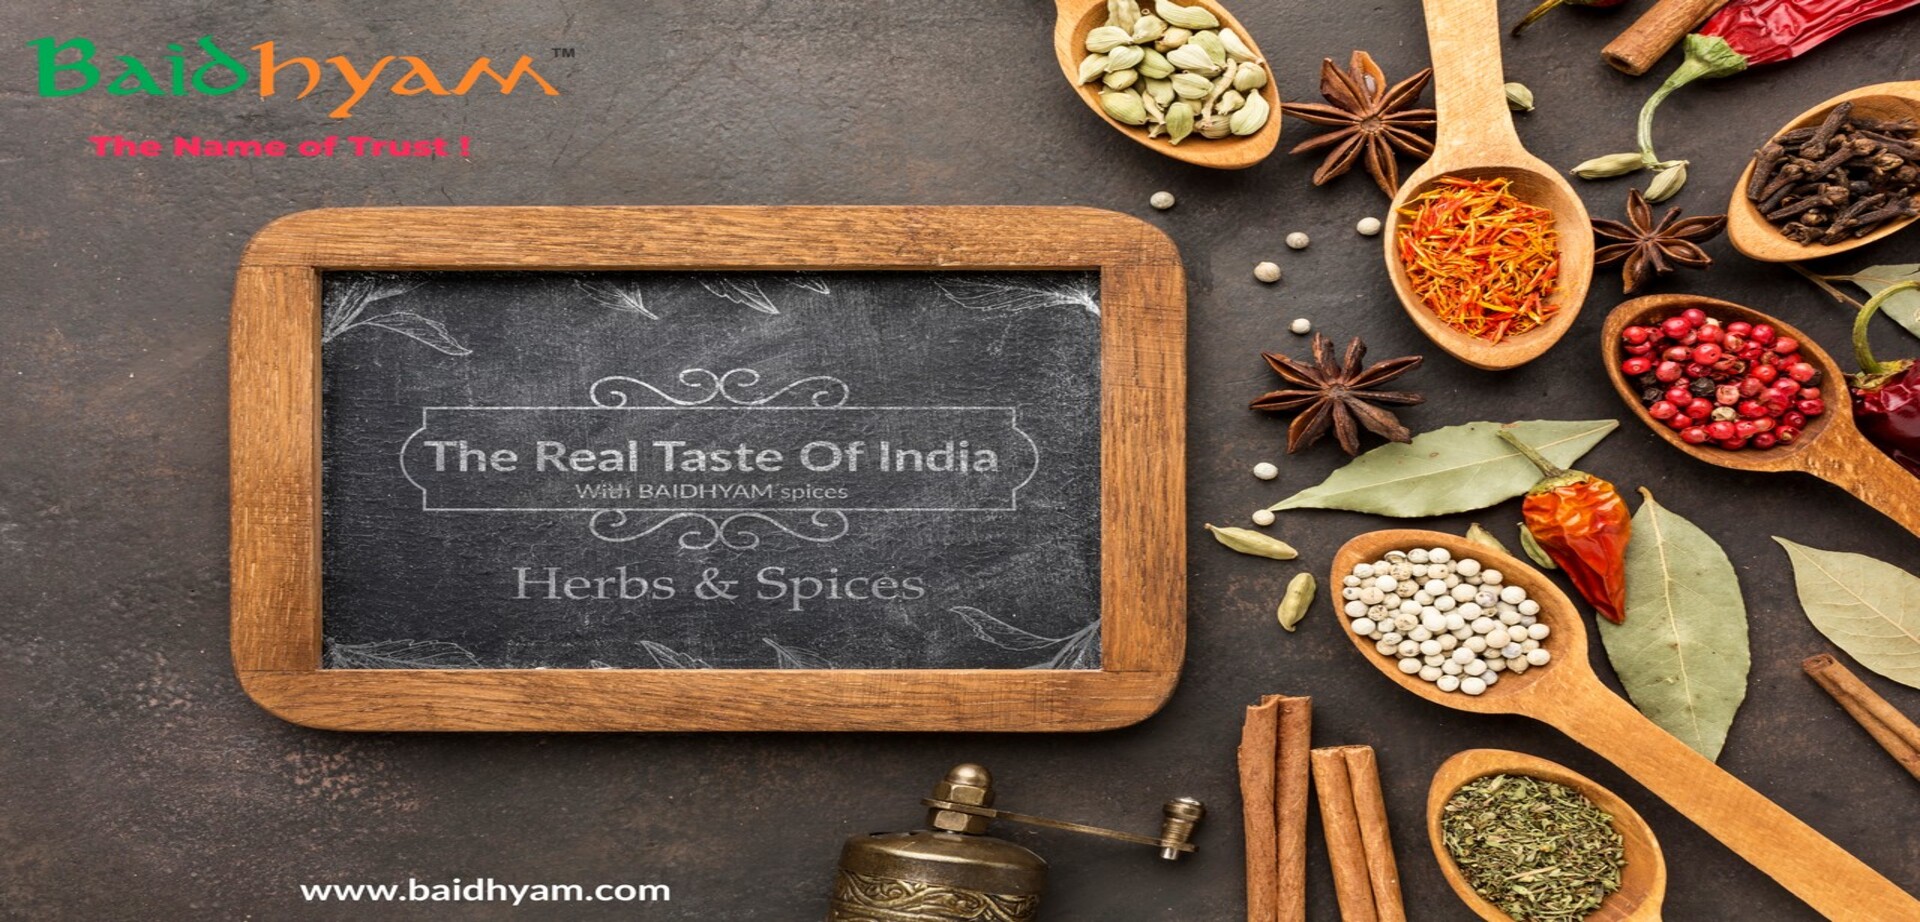 Baidhyam™
The Name of Trust !
The Real Taste Of India
With BAIDHYAM spices
Herbs & Spices
www.baidhyam.com